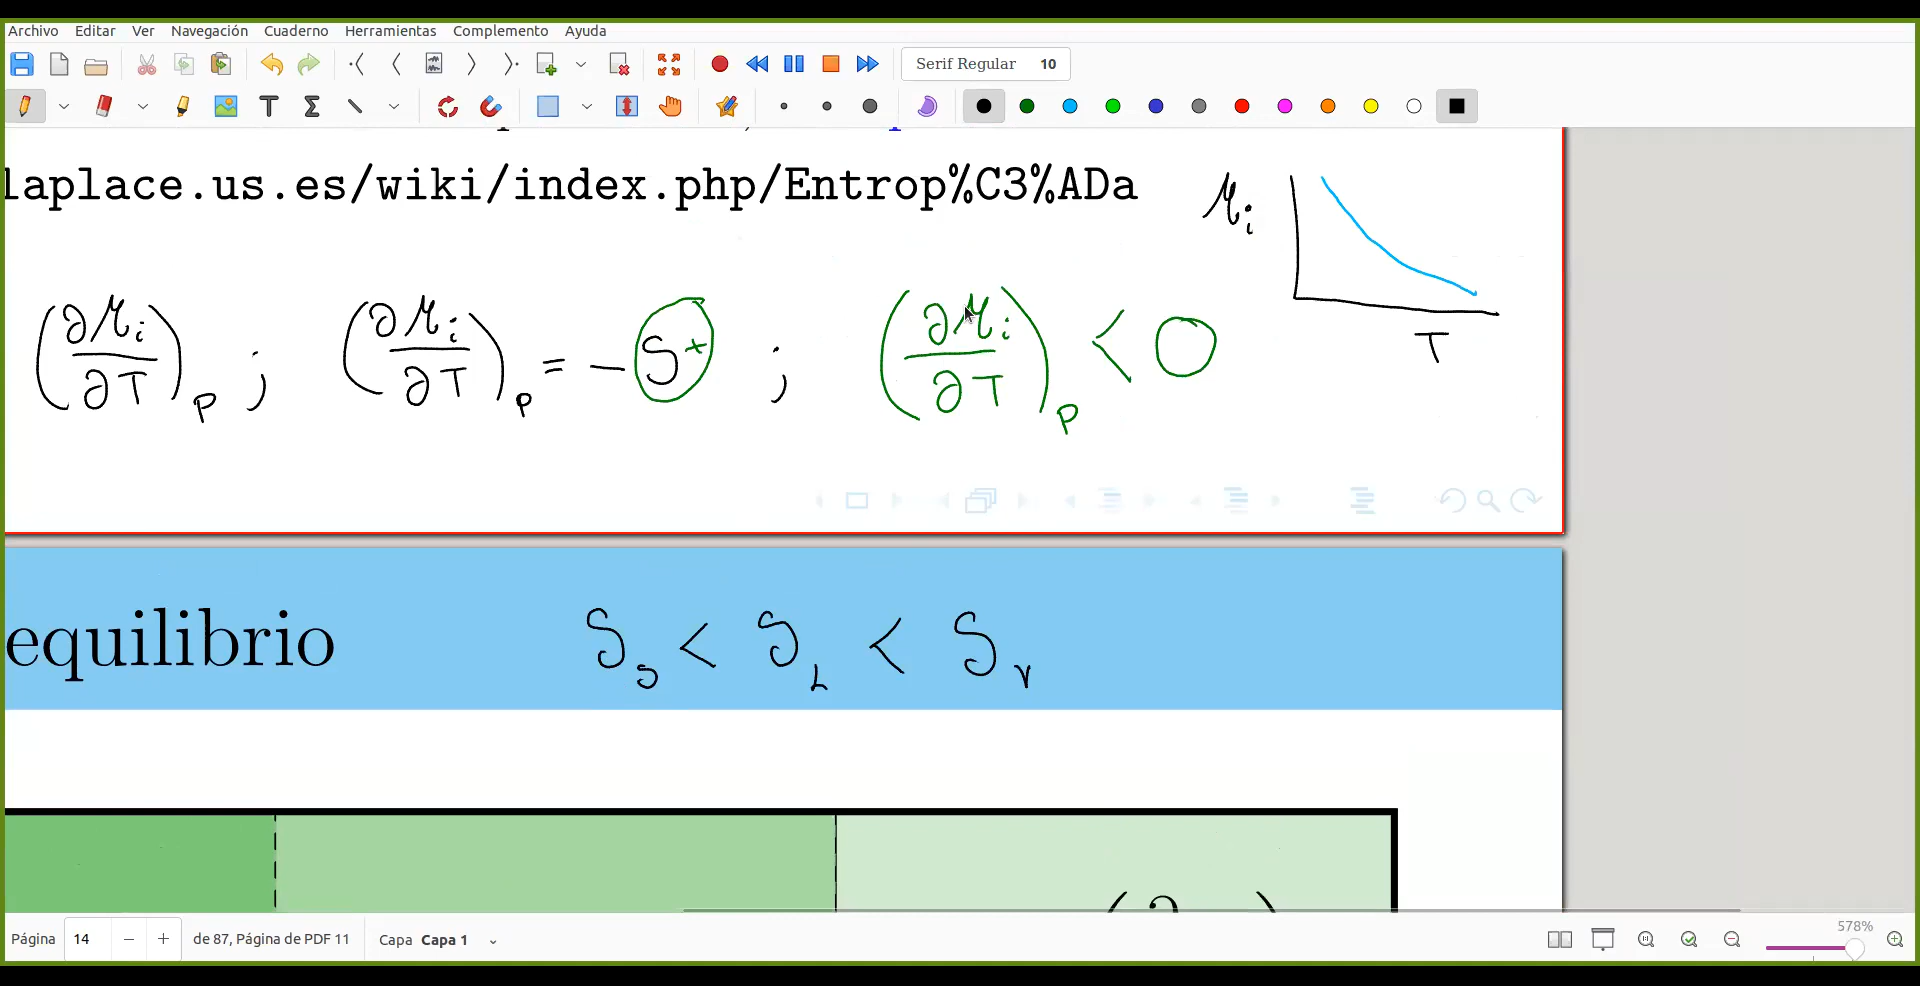 Archivo Editar Ver Navegación Cuaderno Herramientas Complemento Ayuda
Serif Regular 10
laplace.us.es/wiki/index.php/Entrop%C3%ADa
μi
T
(∂μi/∂T)P ; (∂μi/∂T)P = -S+ ; (∂μi/∂T)P < 0
equilibrio Ss < SL < Sv
Página 14 de 87, Página de PDF 11 Capa Capa 1
578%